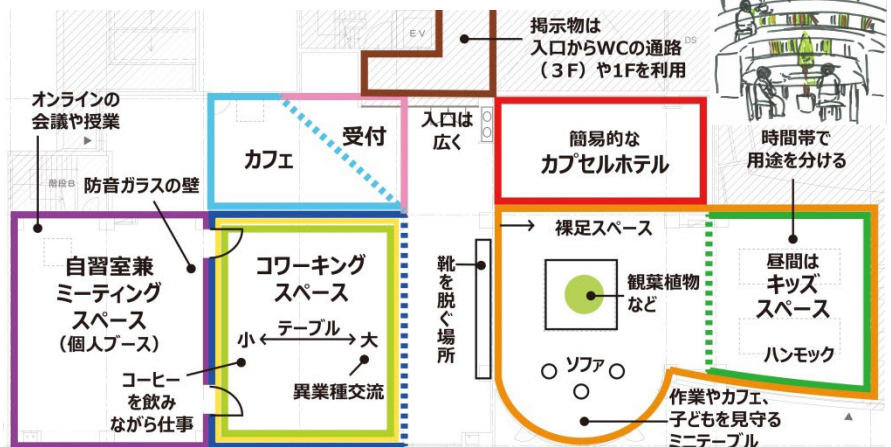 EV
掲示物は
入口からWCの通路
（３F）や1Fを利用
DS
オンラインの
会議や授業
階段B
防音ガラスの壁
カフェ
受付
入口は
広く
簡易的な
カプセルホテル
時間帯で
用途を分ける
自習室兼
ミーティング
スペース
（個人ブース）
コワーキング
スペース
小
テーブル
大
コーヒー
を飲み
ながら仕事
異業種交流
靴を脱ぐ場所
裸足スペース
観葉植物
など
ソファ
昼間は
キッズ
スペース
ハンモック
作業やカフェ、
子どもを見守る
ミニテーブル